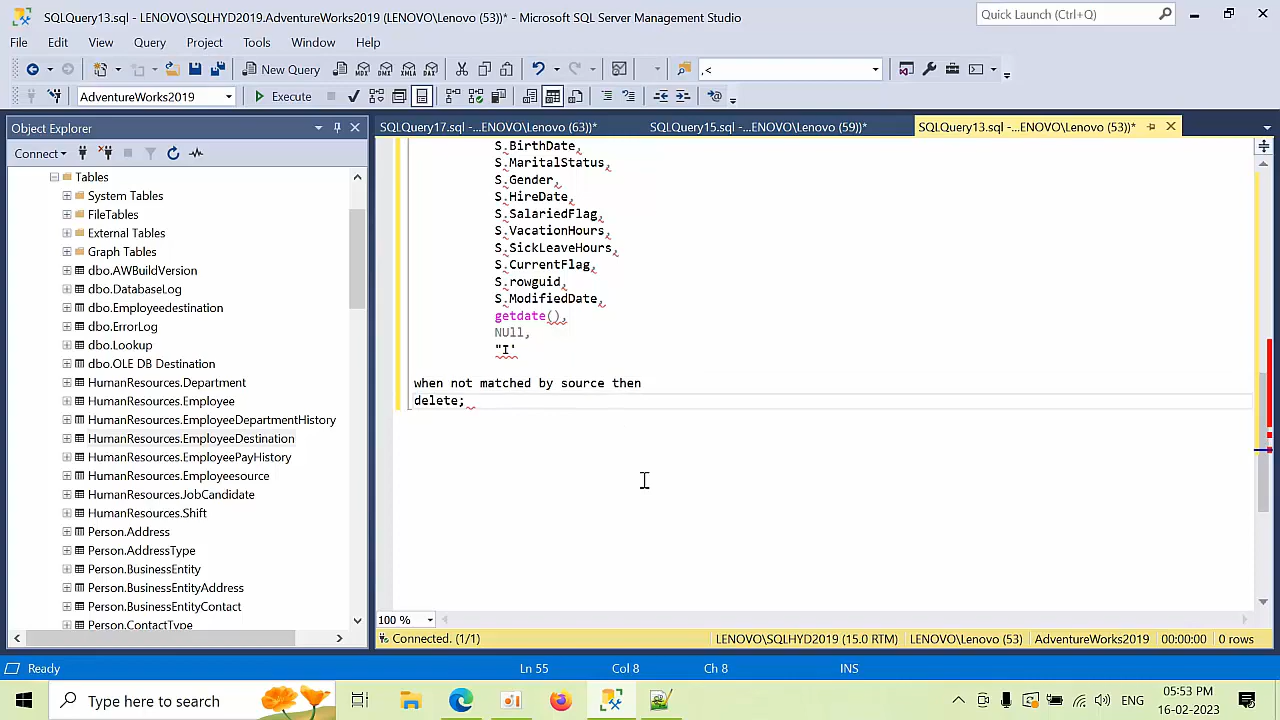 SQLQuery13.sql - LENOVO\SQLHYD2019.AdventureWorks2019 (LENOVO\Lenovo (53))* - Microsoft SQL Server Management Studio
Quick Launch (Ctrl+Q)
File Edit View Query Project Tools Window Help
New Query MDX DMX XMLA DAX ,<
AdventureWorks2019 Execute
Object Explorer
SQLQuery17.sql -...ENOVO\Lenovo (63))* SQLQuery15.sql -...ENOVO\Lenovo (59))* SQLQuery13.sql -...ENOVO\Lenovo (53))*
Connect
Tables
System Tables
FileTables
External Tables
Graph Tables
dbo.AWBuildVersion
dbo.DatabaseLog
dbo.Employeedestination
dbo.ErrorLog
dbo.Lookup
dbo.OLE DB Destination
HumanResources.Department
HumanResources.Employee
HumanResources.EmployeeDepartmentHistory
HumanResources.EmployeeDestination
HumanResources.EmployeePayHistory
HumanResources.Employeesource
HumanResources.JobCandidate
HumanResources.Shift
Person.Address
Person.AddressType
Person.BusinessEntity
Person.BusinessEntityAddress
Person.BusinessEntityContact
Person.ContactType
S.BirthDate,
S.MaritalStatus,
S.Gender,
S.HireDate,
S.SalariedFlag,
S.VacationHours,
S.SickLeaveHours,
S.CurrentFlag,
S.rowguid,
S.ModifiedDate,
getdate(),
NUll,
"I'
when not matched by source then
delete;
100 %
Connected. (1/1) LENOVO\SQLHYD2019 (15.0 RTM) LENOVO\Lenovo (53) AdventureWorks2019 00:00:00 0 rows
Ready Ln 55 Col 8 Ch 8 INS
Type here to search
ENG
05:53 PM
16-02-2023